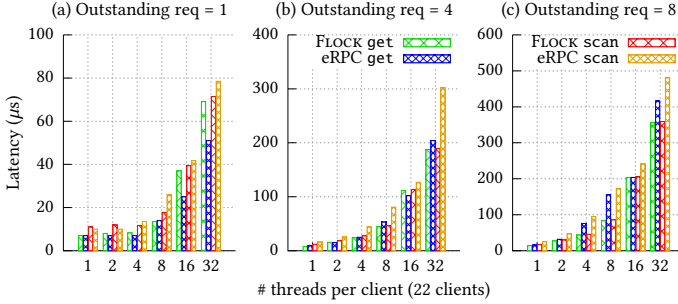 (a) Outstanding req = 1
(b) Outstanding req = 4
(c) Outstanding req = 8
Latency (μs)
100
80
60
40
20
0
1 2 4 8 16 32
400
300
200
100
0
FLOCK get
eRPC get
1 2 4 8 16 32
600
500
400
300
200
100
0
FLOCK scan
eRPC scan
1 2 4 8 16 32
# threads per client (22 clients)